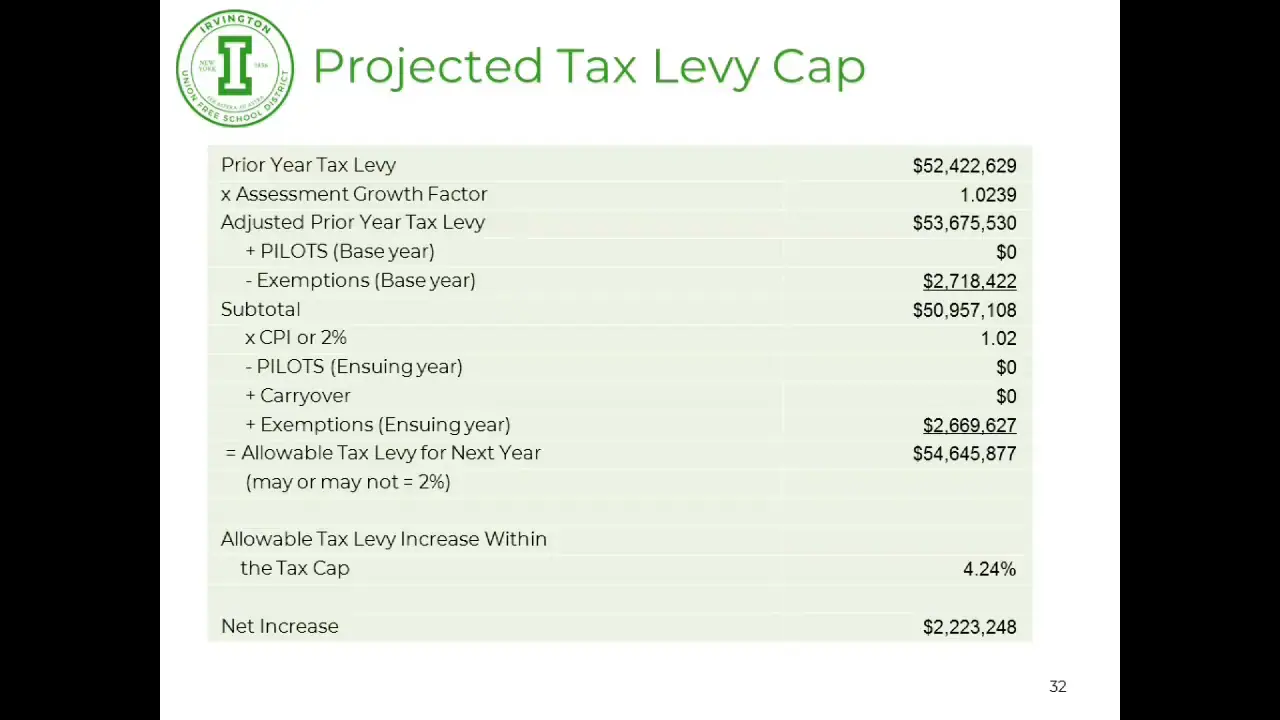 IRVINGTON
NEW YORK
UNION FREE SCHOOL DISTRICT
Projected Tax Levy Cap
Prior Year Tax Levy $52,422,629
x Assessment Growth Factor 1.0239
Adjusted Prior Year Tax Levy $53,675,530
+ PILOTS (Base year) $0
- Exemptions (Base year) $2,718,422
Subtotal $50,957,108
x CPI or 2% 1.02
- PILOTS (Ensuing year) $0
+ Carryover $0
+ Exemptions (Ensuing year) $2,669,627
= Allowable Tax Levy for Next Year $54,645,877
(may or may not = 2%)
Allowable Tax Levy Increase Within
the Tax Cap 4.24%
Net Increase $2,223,248
32